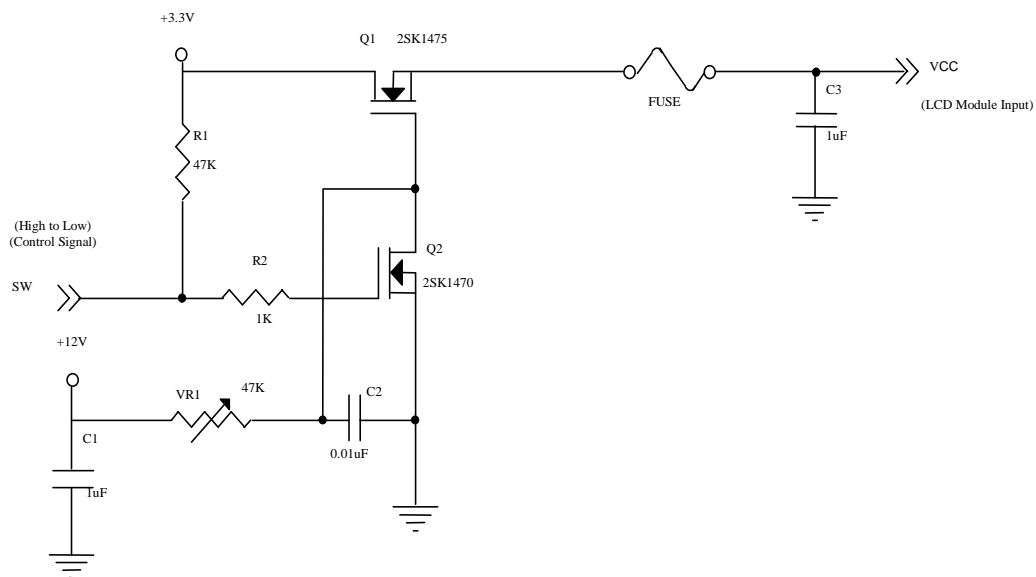 +3.3V
Q1 2SK1475
VCC
FUSE
C3
(LCD Module Input)
1uF
R1
47K
(High to Low)
(Control Signal)
Q2
R2
2SK1470
SW
1K
+12V
VR1
47K
C2
C1
0.01uF
1uF